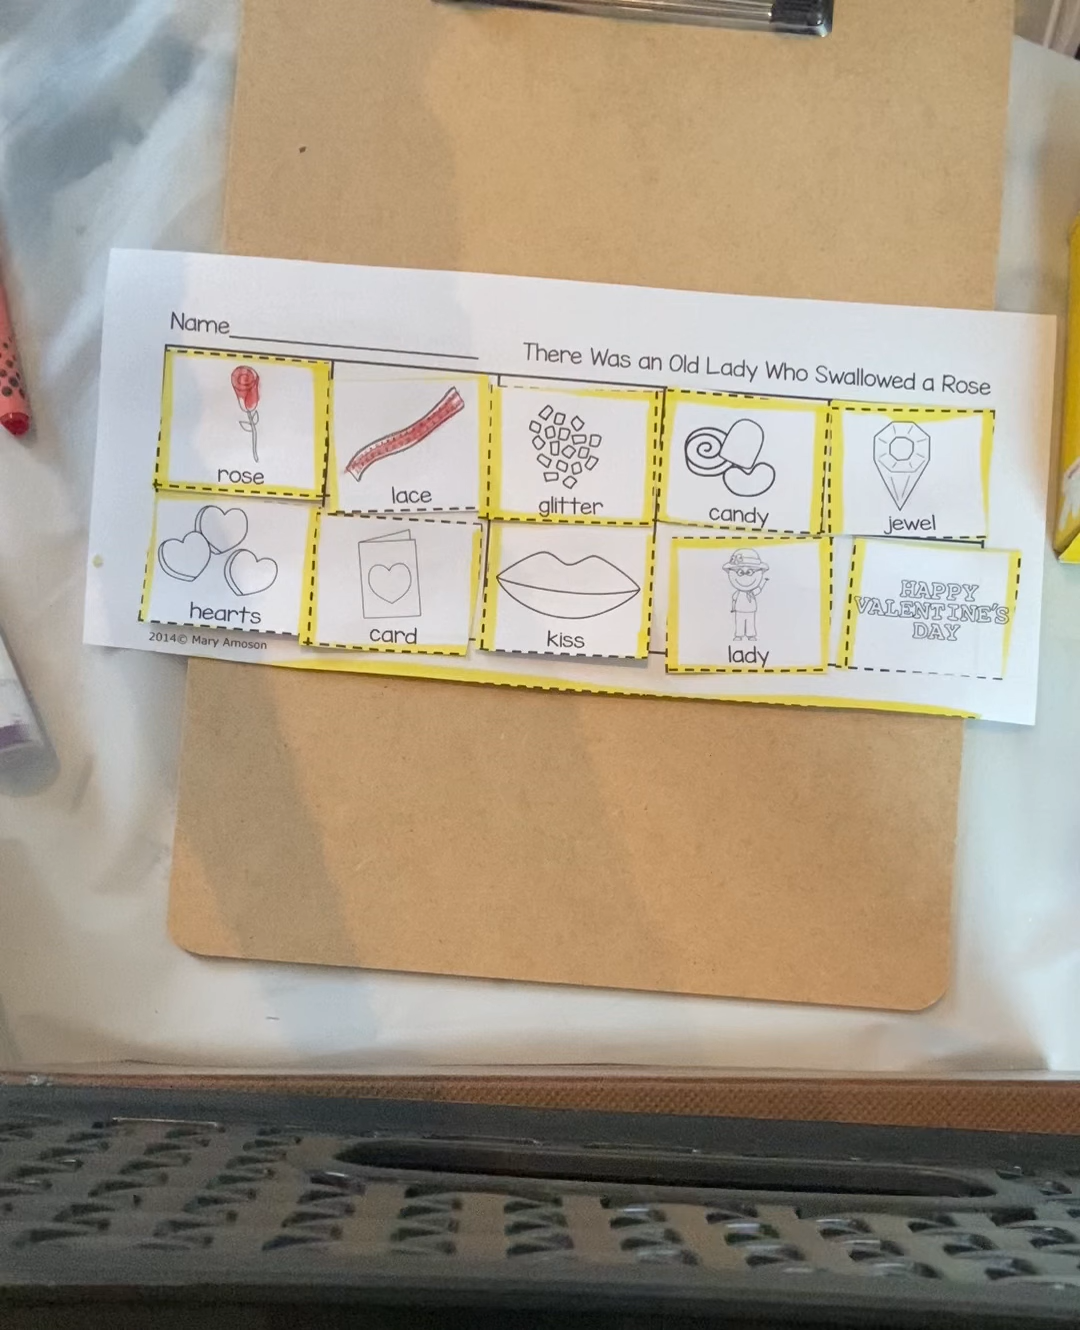 Name
There Was an Old Lady Who Swallowed a Rose
rose
lace
glitter
candy
jewel
hearts
card
kiss
lady
HAPPY
VALENTINE'S
DAY
2014© Mary Amoson